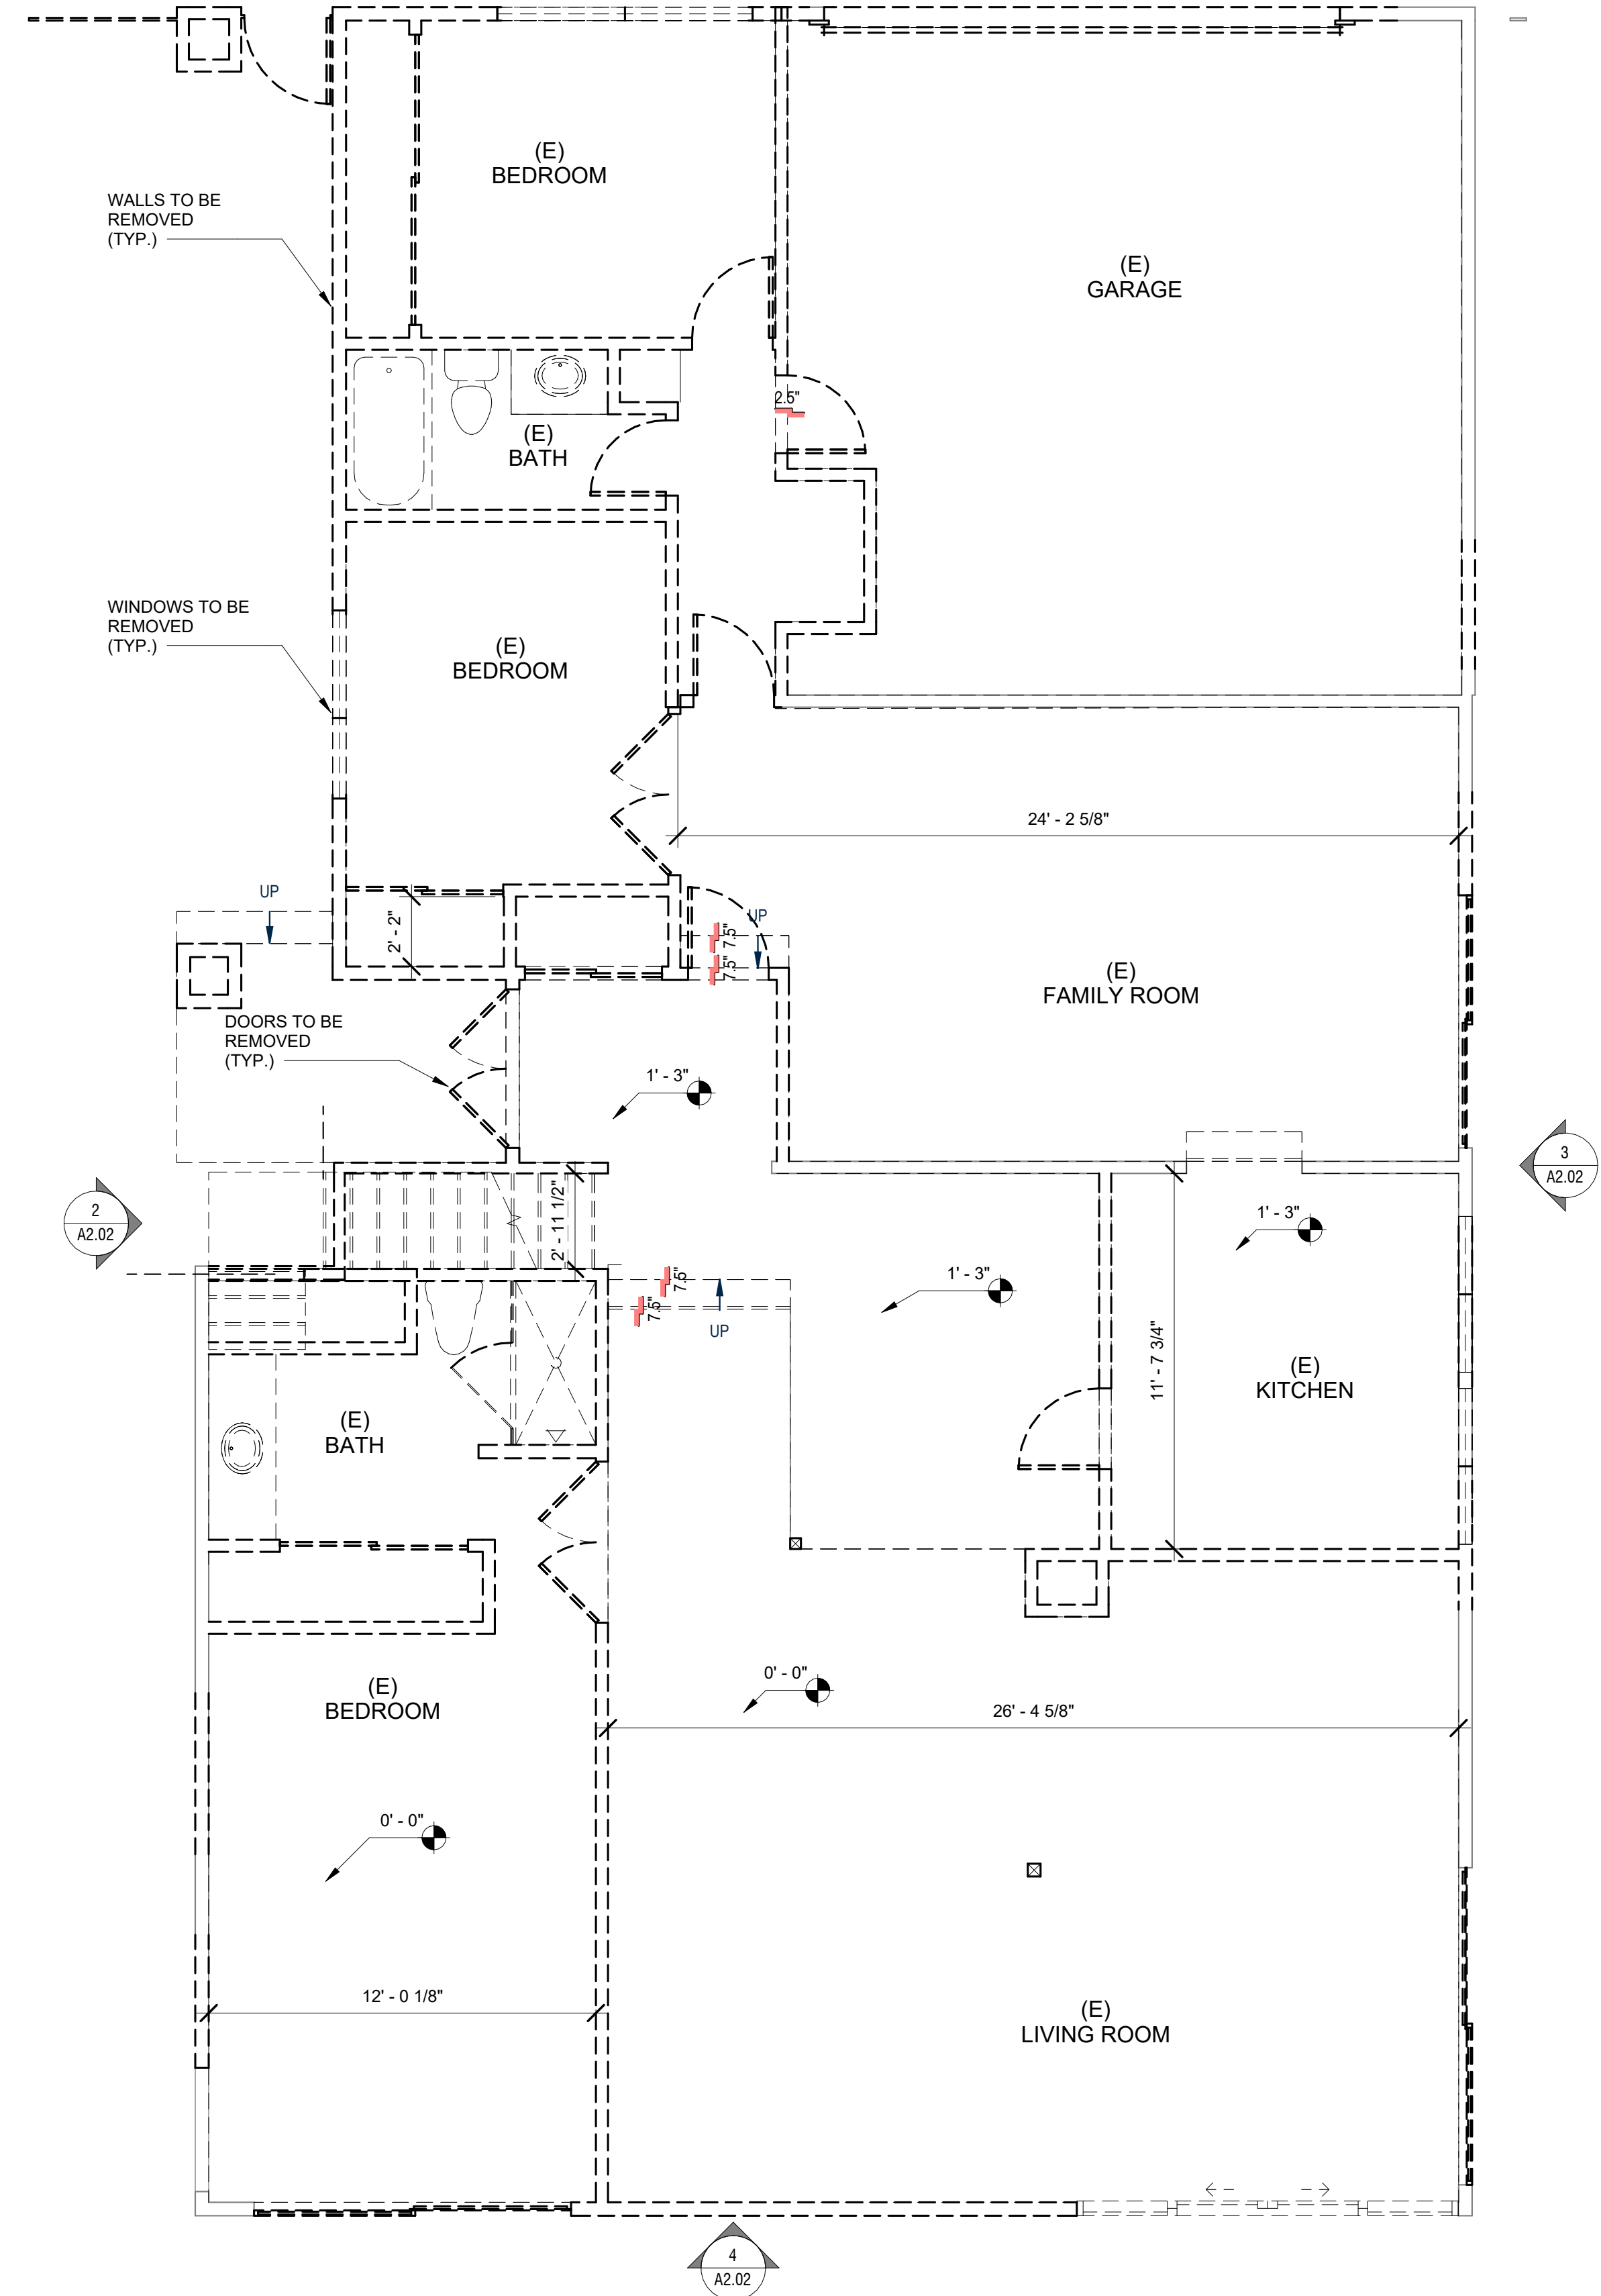 (E)
BEDROOM
WALLS TO BE
REMOVED
(TYP.)
(E)
GARAGE
2.5"
(E)
BATH
WINDOWS TO BE
REMOVED
(TYP.)
(E)
BEDROOM
24' - 2 5/8"
UP
2' - 2"
UP
7.5"
7.5"
(E)
FAMILY ROOM
DOORS TO BE
REMOVED
(TYP.)
1' - 3"
3
A2.02
2
A2.02
2' - 11 1/2"
1' - 3"
1' - 3"
7.5"
7.5"
UP
11' - 7 3/4"
(E)
KITCHEN
(E)
BATH
(E)
BEDROOM
0' - 0"
26' - 4 5/8"
0' - 0"
12' - 0 1/8"
(E)
LIVING ROOM
4
A2.02